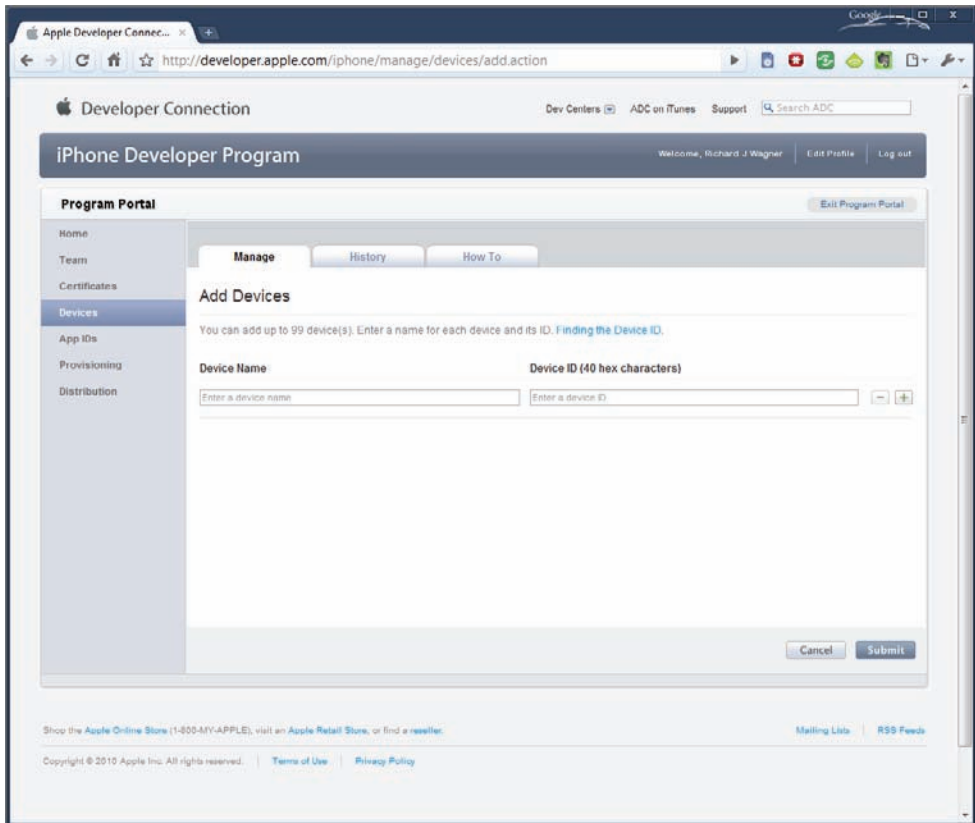 Google
Apple Developer Connec...
http://developer.apple.com/iphone/manage/devices/add.action
Developer Connection
Dev Centers ADC on iTunes Support Search ADC
iPhone Developer Program
Welcome, Richard J Wagner Edit Profile Log out
Program Portal
Exit Program Portal
Home
Team
Certificates
Devices
App IDs
Provisioning
Distribution
Manage History How To
Add Devices
You can add up to 99 device(s). Enter a name for each device and its ID. Finding the Device ID.
Device Name Device ID (40 hex characters)
Enter a device name Enter a device ID
Cancel Submit
Shop the Apple Online Store (1-800-MY-APPLE), visit an Apple Retail Store, or find a reseller.
Mailing Lists RSS Feeds
Copyright © 2010 Apple Inc. All rights reserved. Terms of Use Privacy Policy